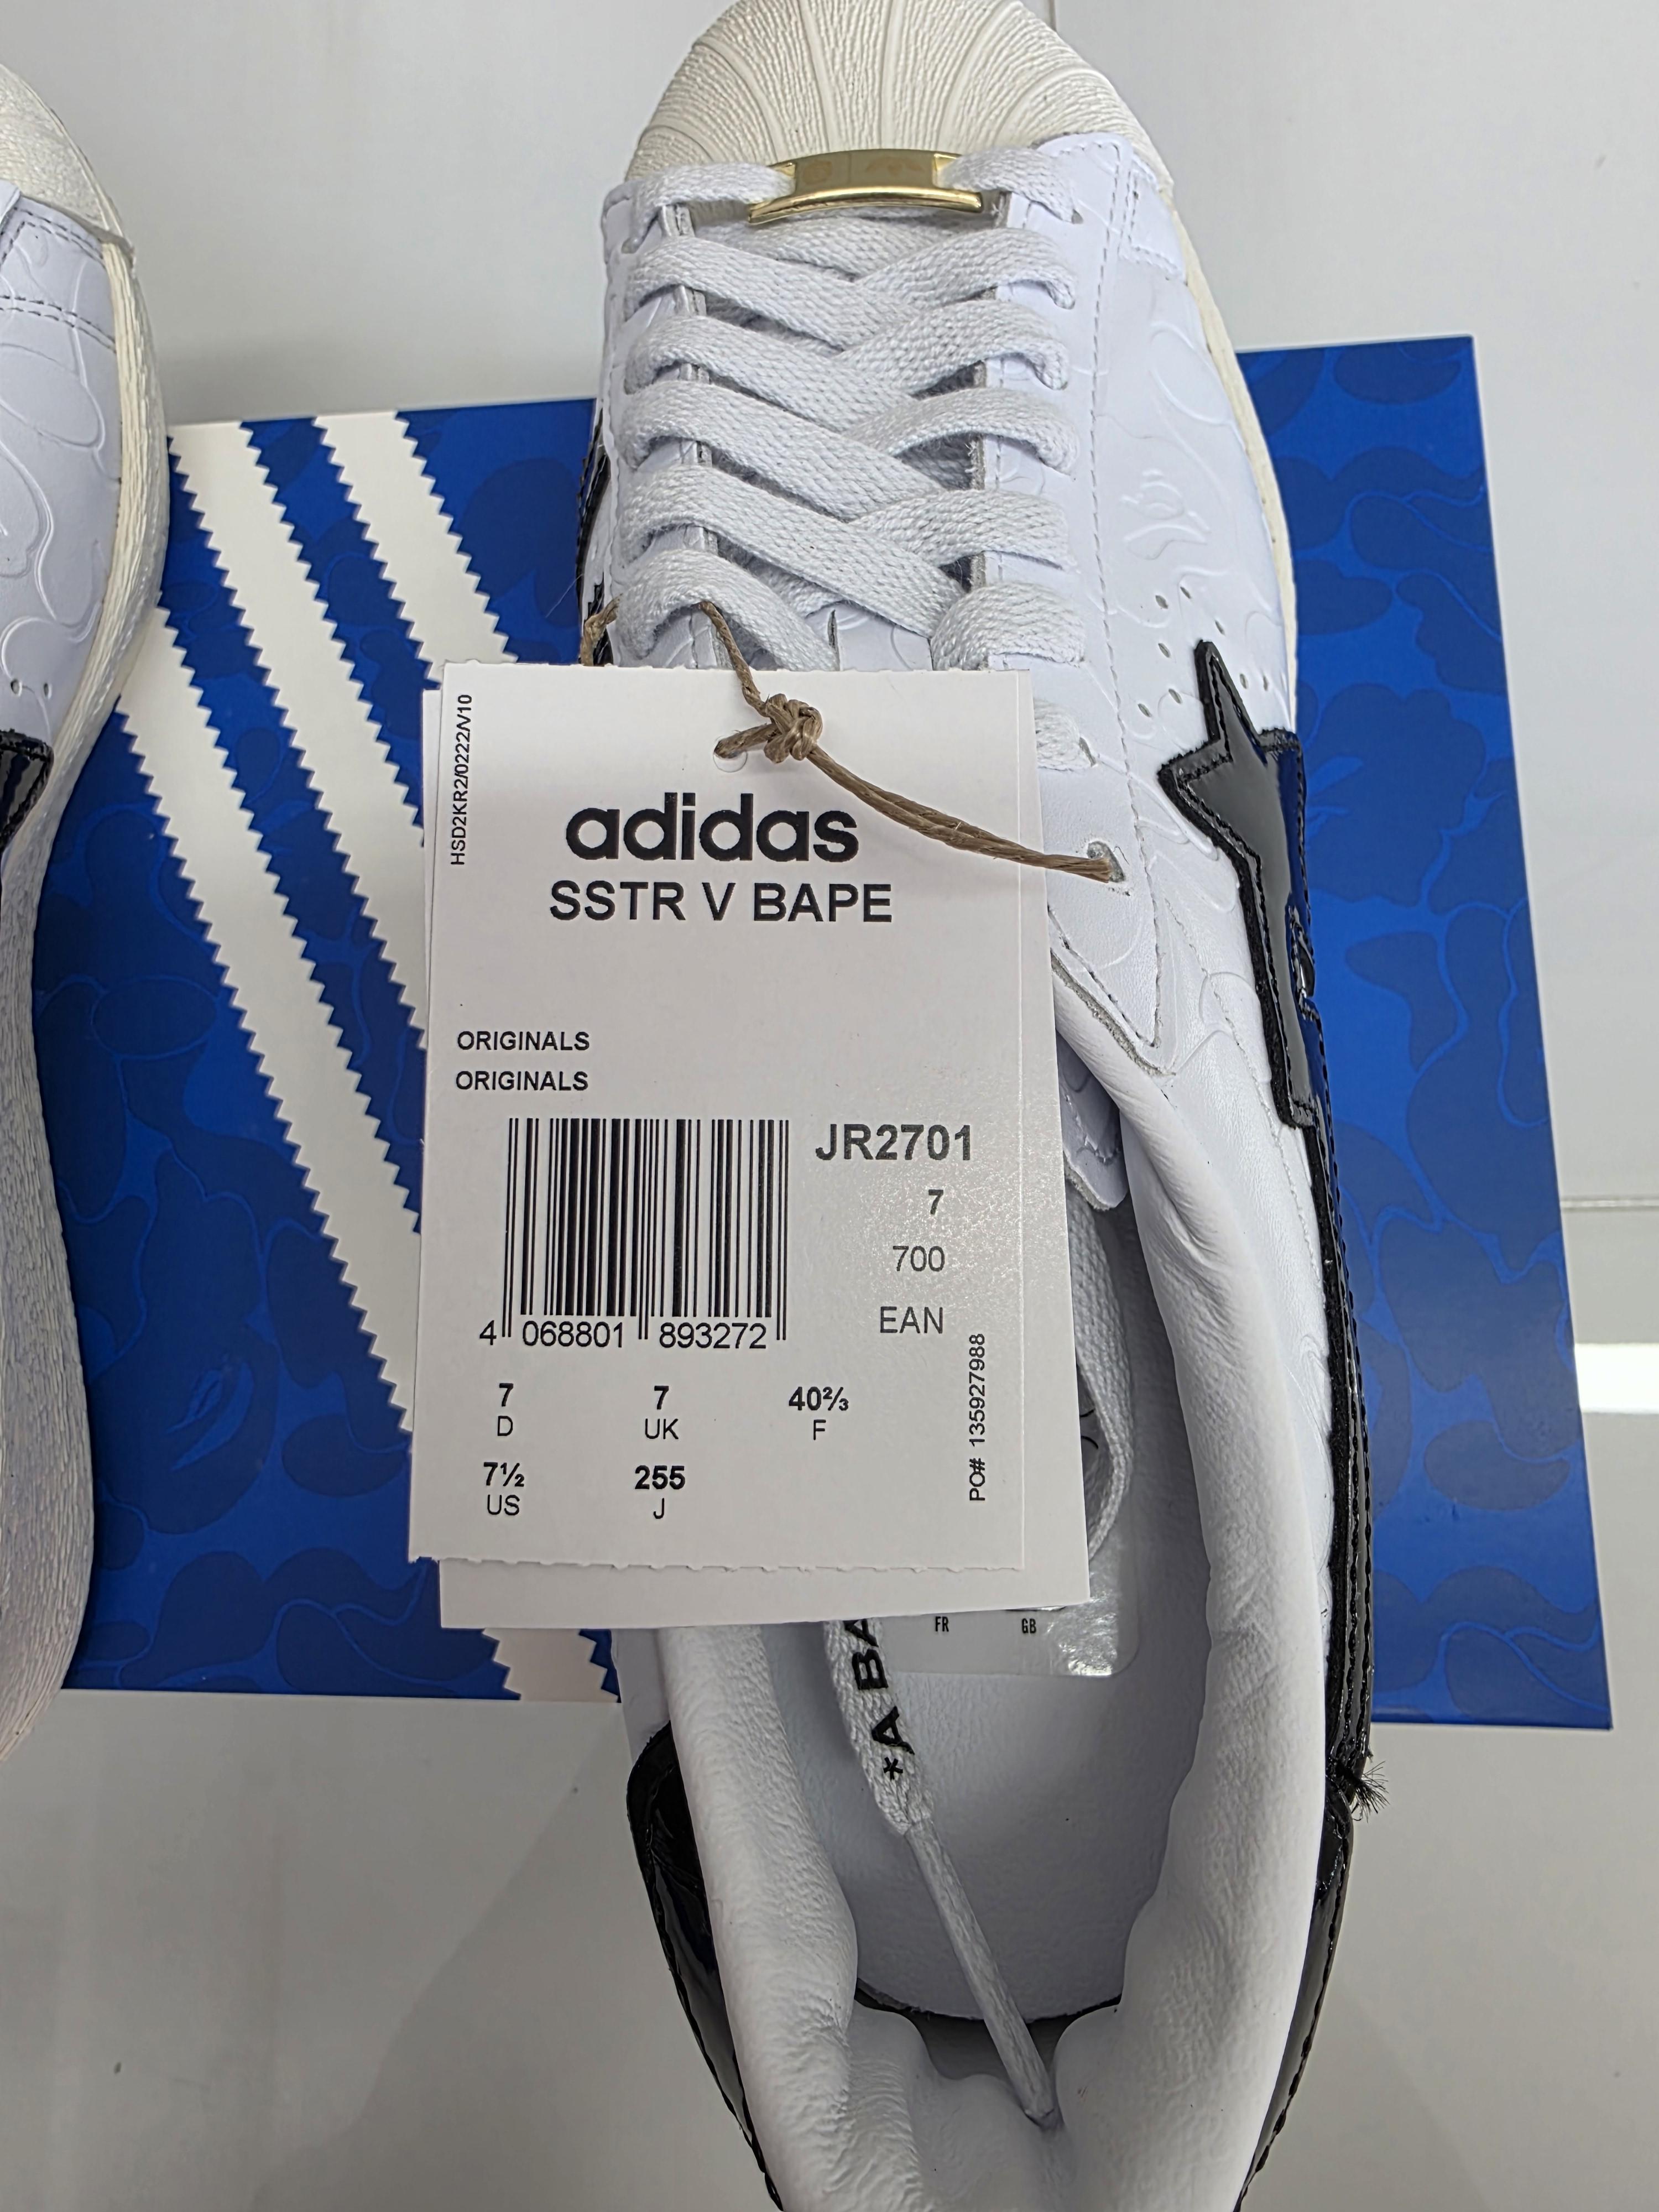 HSD2KR2/0222/V10
adidas
SSTR V BAPE
ORIGINALS
ORIGINALS
JR2701
7
700
EAN
4 068801 893272
7 7 40⅔
D UK F
7½ 255
US J
PO# 135927988
FR GB
*A BA